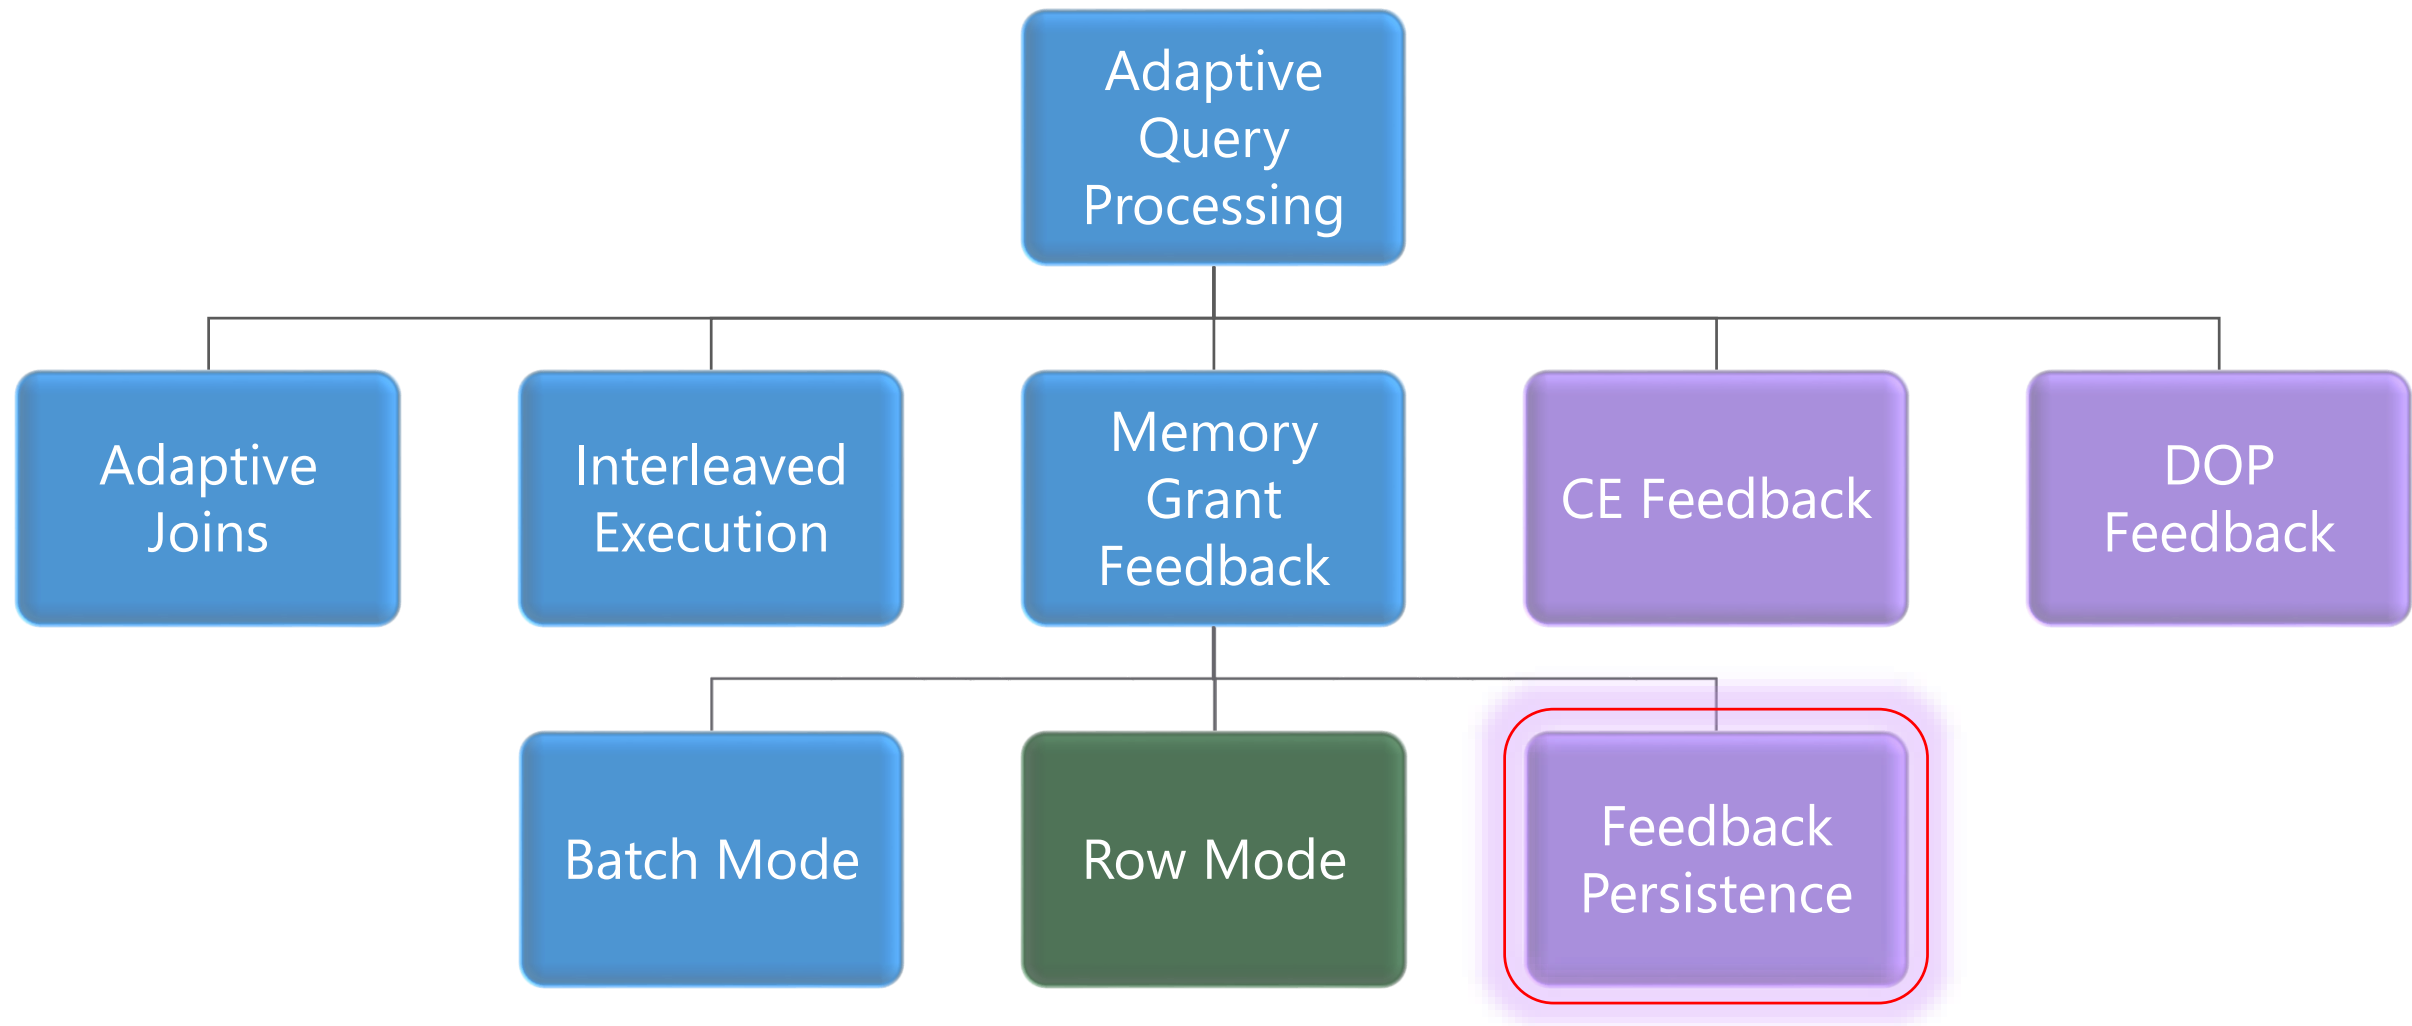 Adaptive
Query
Processing
Adaptive
Joins
Interleaved
Execution
Memory
Grant
Feedback
CE Feedback
DOP
Feedback
Batch Mode
Row Mode
Feedback
Persistence